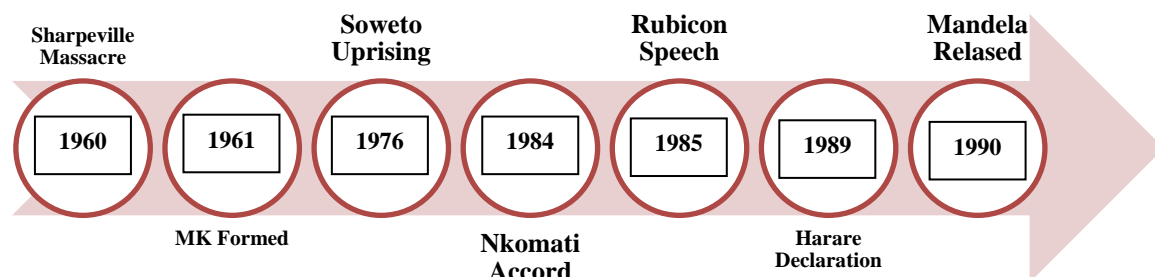 Sharpeville
Massacre
Soweto
Uprising
Rubicon
Speech
Mandela
Relased
1960
1961
1976
1984
1985
1989
1990
MK Formed
Nkomati
Accord
Harare
Declaration